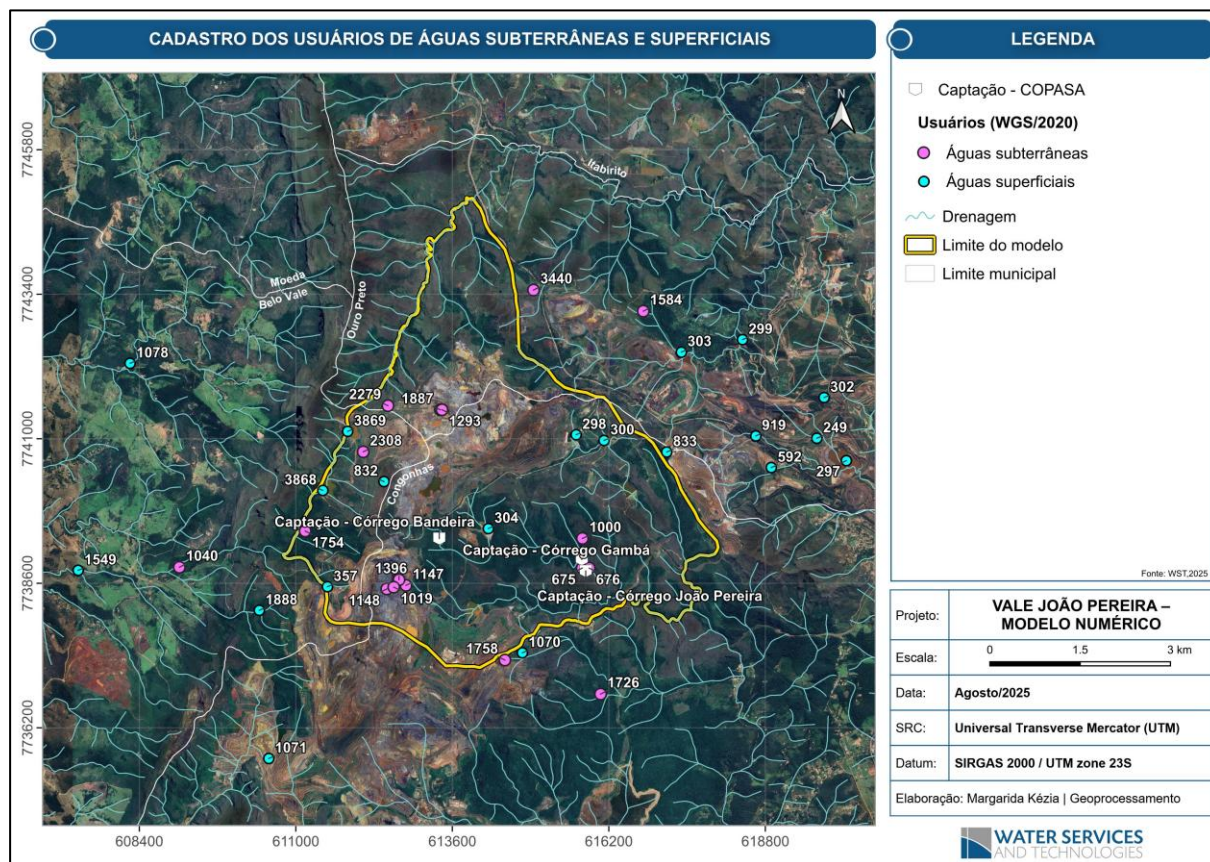 CADASTRO DOS USUÁRIOS DE ÁGUAS SUBTERRÂNEAS E SUPERFICIAIS
LEGENDA
Captação - COPASA
Usuários (WGS/2020)
Águas subterrâneas
Águas superficiais
Drenagem
Limite do modelo
Limite municipal
Fonte: WST,2025
Projeto:
VALE JOÃO PEREIRA –
MODELO NUMÉRICO
Escala:
0 1.5 3 km
Data:
Agosto/2025
SRC:
Universal Transverse Mercator (UTM)
Datum:
SIRGAS 2000 / UTM zone 23S
Elaboração: Margarida Kézia | Geoprocessamento
WATER SERVICES
AND TECHNOLOGIES
N
7745800
7743400
7741000
7738600
7736200
608400
611000
613600
616200
618800
Itabirito
Moeda
Belo Vale
Ouro Preto
Congonhas
3440
1584
303
299
1078
302
2279
1887
1293
3869
2308
298
300
833
919
249
592
297
832
3868
304
Captação - Córrego Bandeira
1754
1000
Captação - Córrego Gambá
1549
1040
675
676
Captação - Córrego João Pereira
357
1396
1147
1148
1019
1888
1758
1070
1726
1071